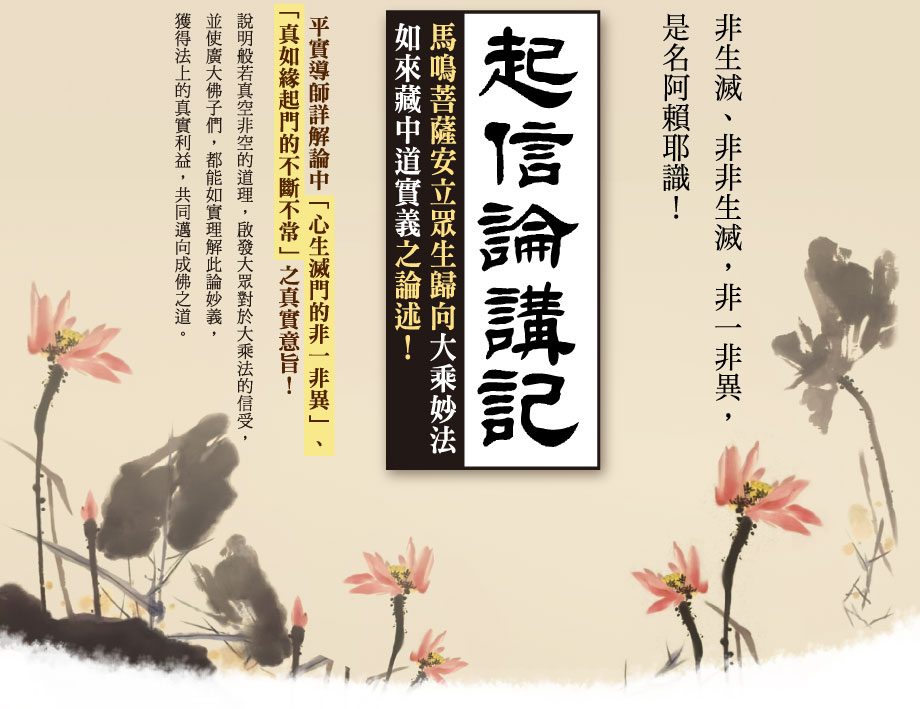 非生滅、非非生滅，非一非異，
是名阿賴耶識！
起信論講記
馬鳴菩薩安立眾生歸向大乘妙法
如來藏中道實義之論述！
平實導師詳解論中「心生滅門的非一非異」、
「真如緣起門的不斷不常」之真實意旨！
說明般若真空非空的道理，啟發大眾對於大乘法的信受，
並使廣大佛子們，都能如實理解此論妙義，
獲得法上的真實利益，共同邁向成佛之道。